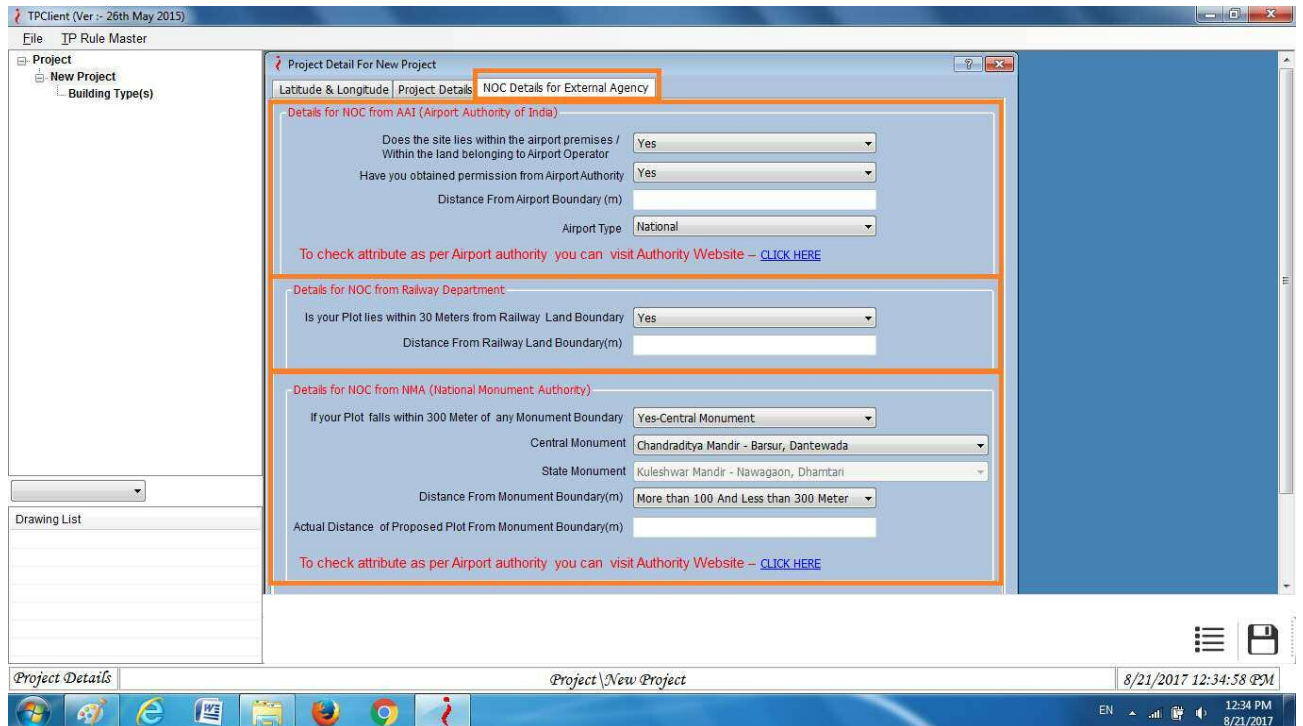 TPClient (Ver :- 26th May 2015)
File TP Rule Master
Project
New Project
Building Type(s)
Project Detail For New Project
Latitude & Longitude Project Details NOC Details for External Agency
Details for NOC from AAI (Airport Authority of India)
Does the site lies within the airport premises /
Within the land belonging to Airport Operator Yes
Have you obtained permission from Airport Authority Yes
Distance From Airport Boundary (m)
Airport Type National
To check attribute as per Airport authority you can visit Authority Website – CLICK HERE
Details for NOC from Railway Department
Is your Plot lies within 30 Meters from Railway Land Boundary Yes
Distance From Railway Land Boundary(m)
Details for NOC from NMA (National Monument Authority)
If your Plot falls within 300 Meter of any Monument Boundary Yes-Central Monument
Central Monument Chandraditya Mandir - Barsur, Dantewada
State Monument Kuleshwar Mandir - Nawagaon, Dhamtari
Distance From Monument Boundary(m) More than 100 And Less than 300 Meter
Actual Distance of Proposed Plot From Monument Boundary(m)
To check attribute as per Airport authority you can visit Authority Website – CLICK HERE
Drawing List
Project Details Project\New Project 8/21/2017 12:34:58 PM
EN 12:34 PM
8/21/2017